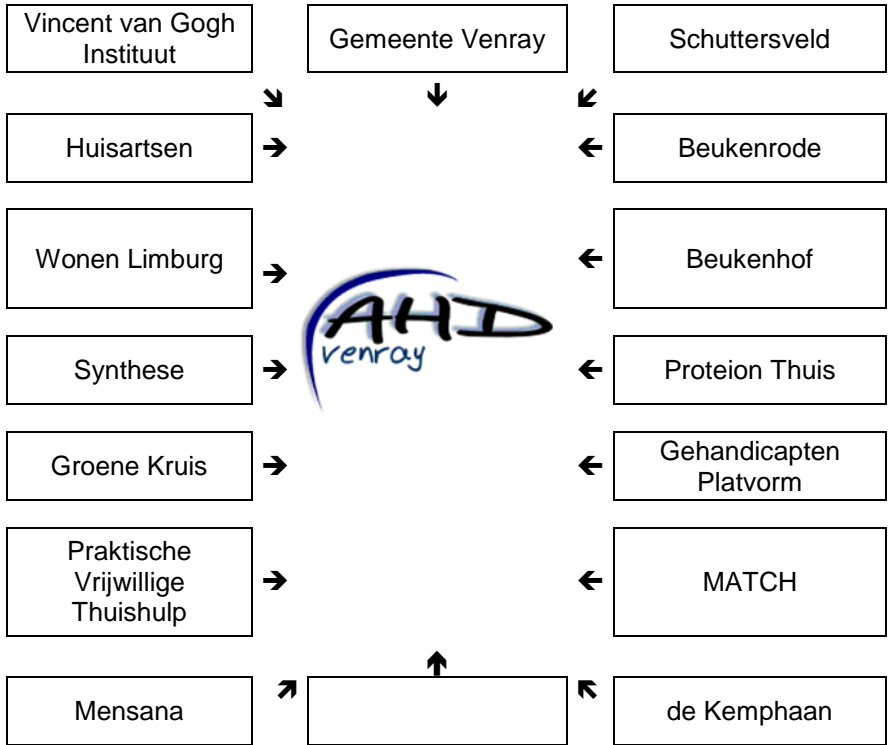 Vincent van Gogh
Instituut
Gemeente Venray
Schuttersveld
Huisartsen
Beukenrode
Wonen Limburg
Beukenhof
AHD
venray
Synthese
Proteion Thuis
Groene Kruis
Gehandicapten
Platvorm
Praktische
Vrijwillige
Thuishulp
MATCH
Mensana
de Kemphaan